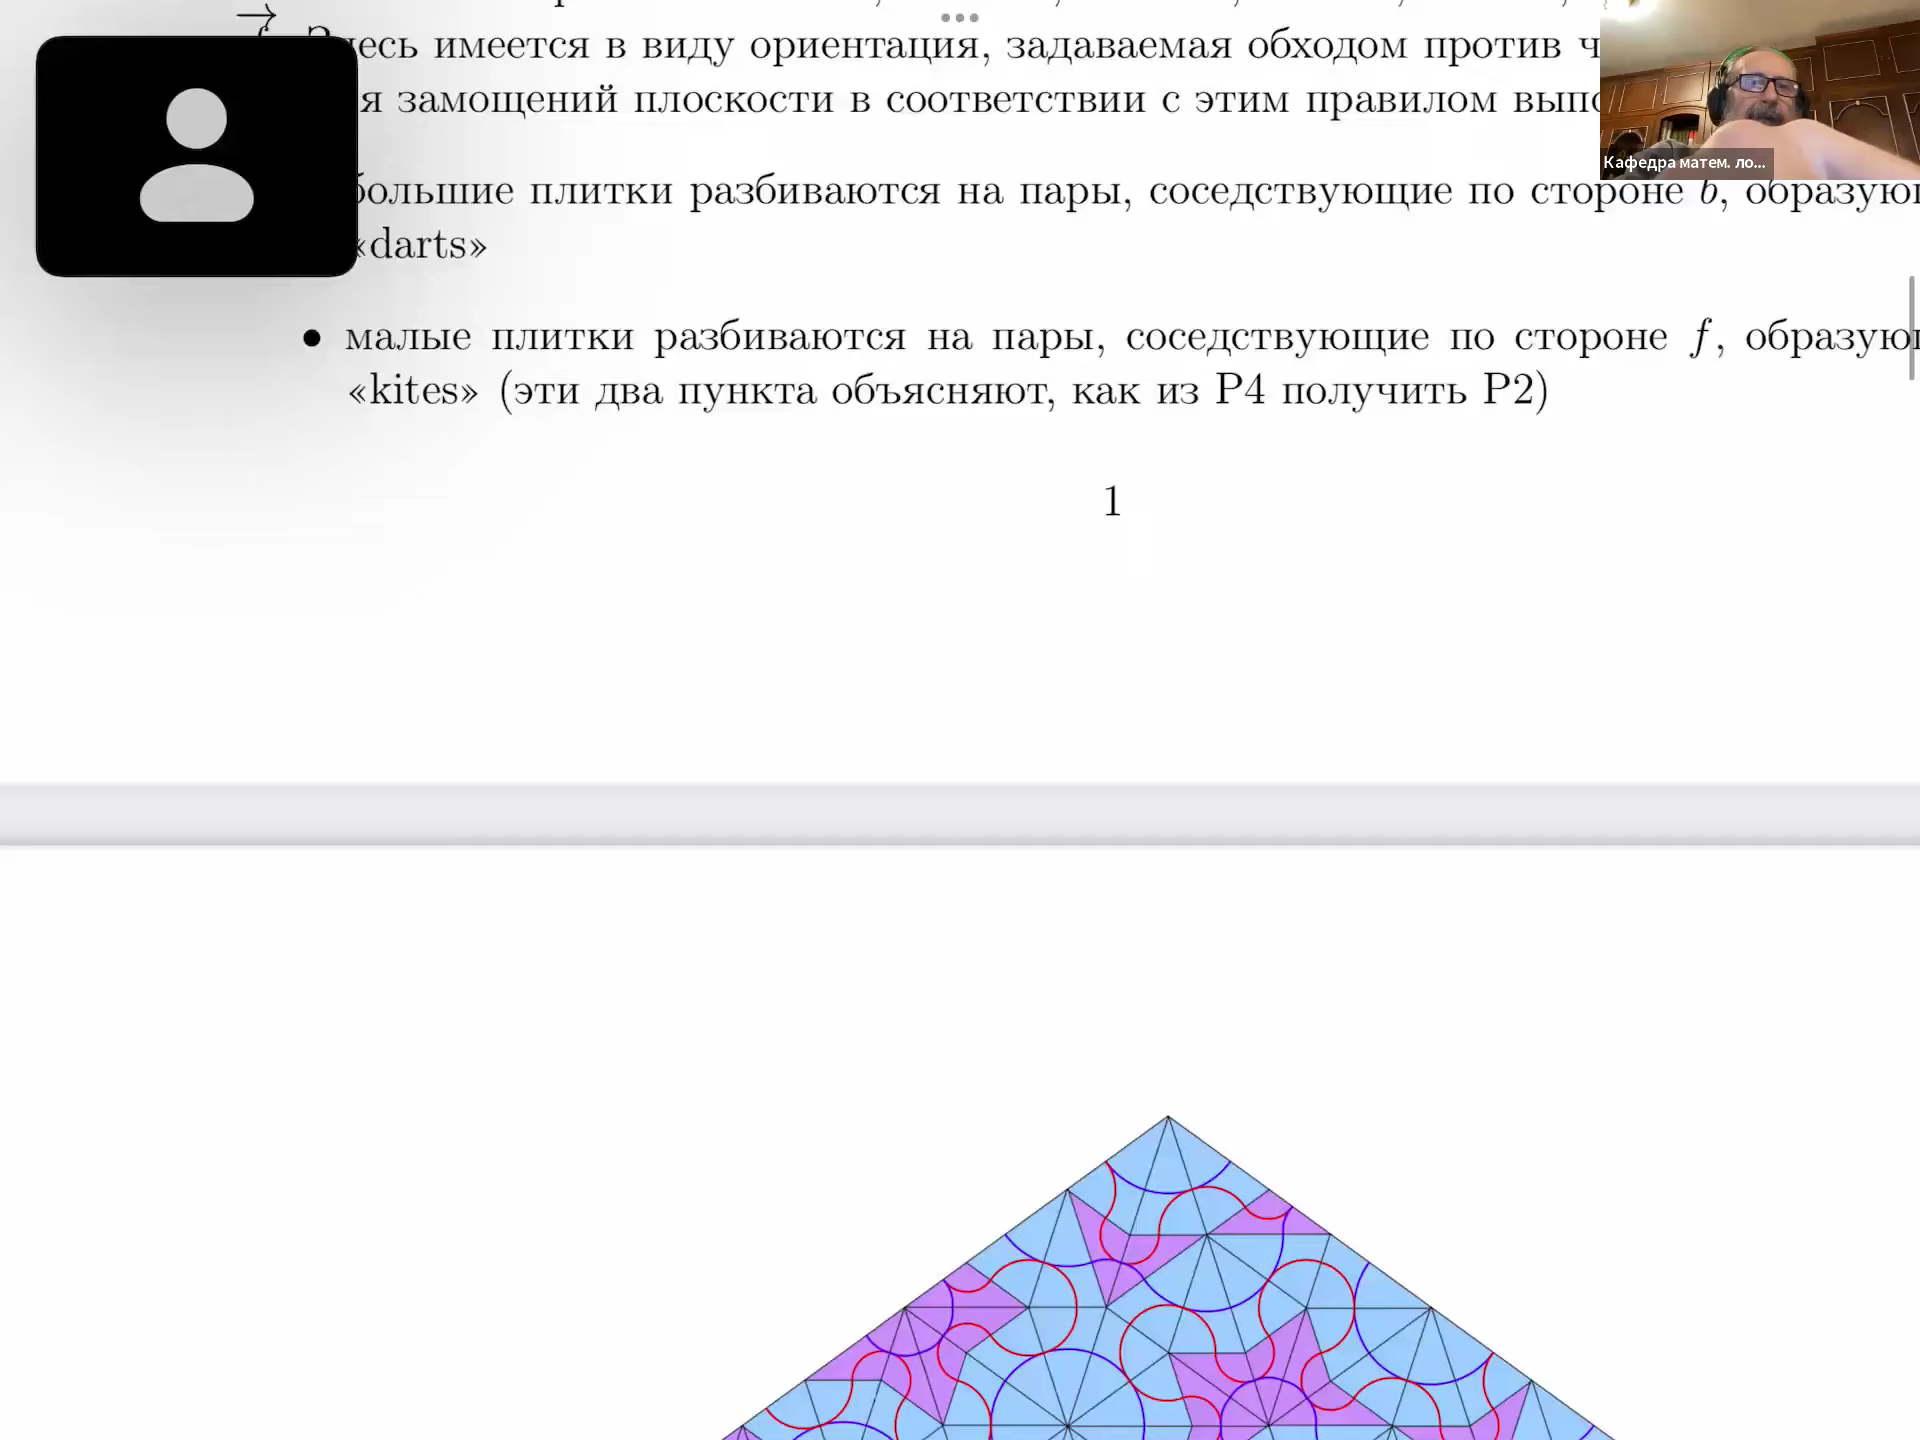 есь имеется в виду ориентация, задаваемая обходом против ч
я замощений плоскости в соответствии с этим правилом выпо
Кафедра матем. ло...
большие плитки разбиваются на пары, соседствующие по стороне b, образую
«darts»
• малые плитки разбиваются на пары, соседствующие по стороне f, образую
«kites» (эти два пункта объясняют, как из P4 получить P2)
1